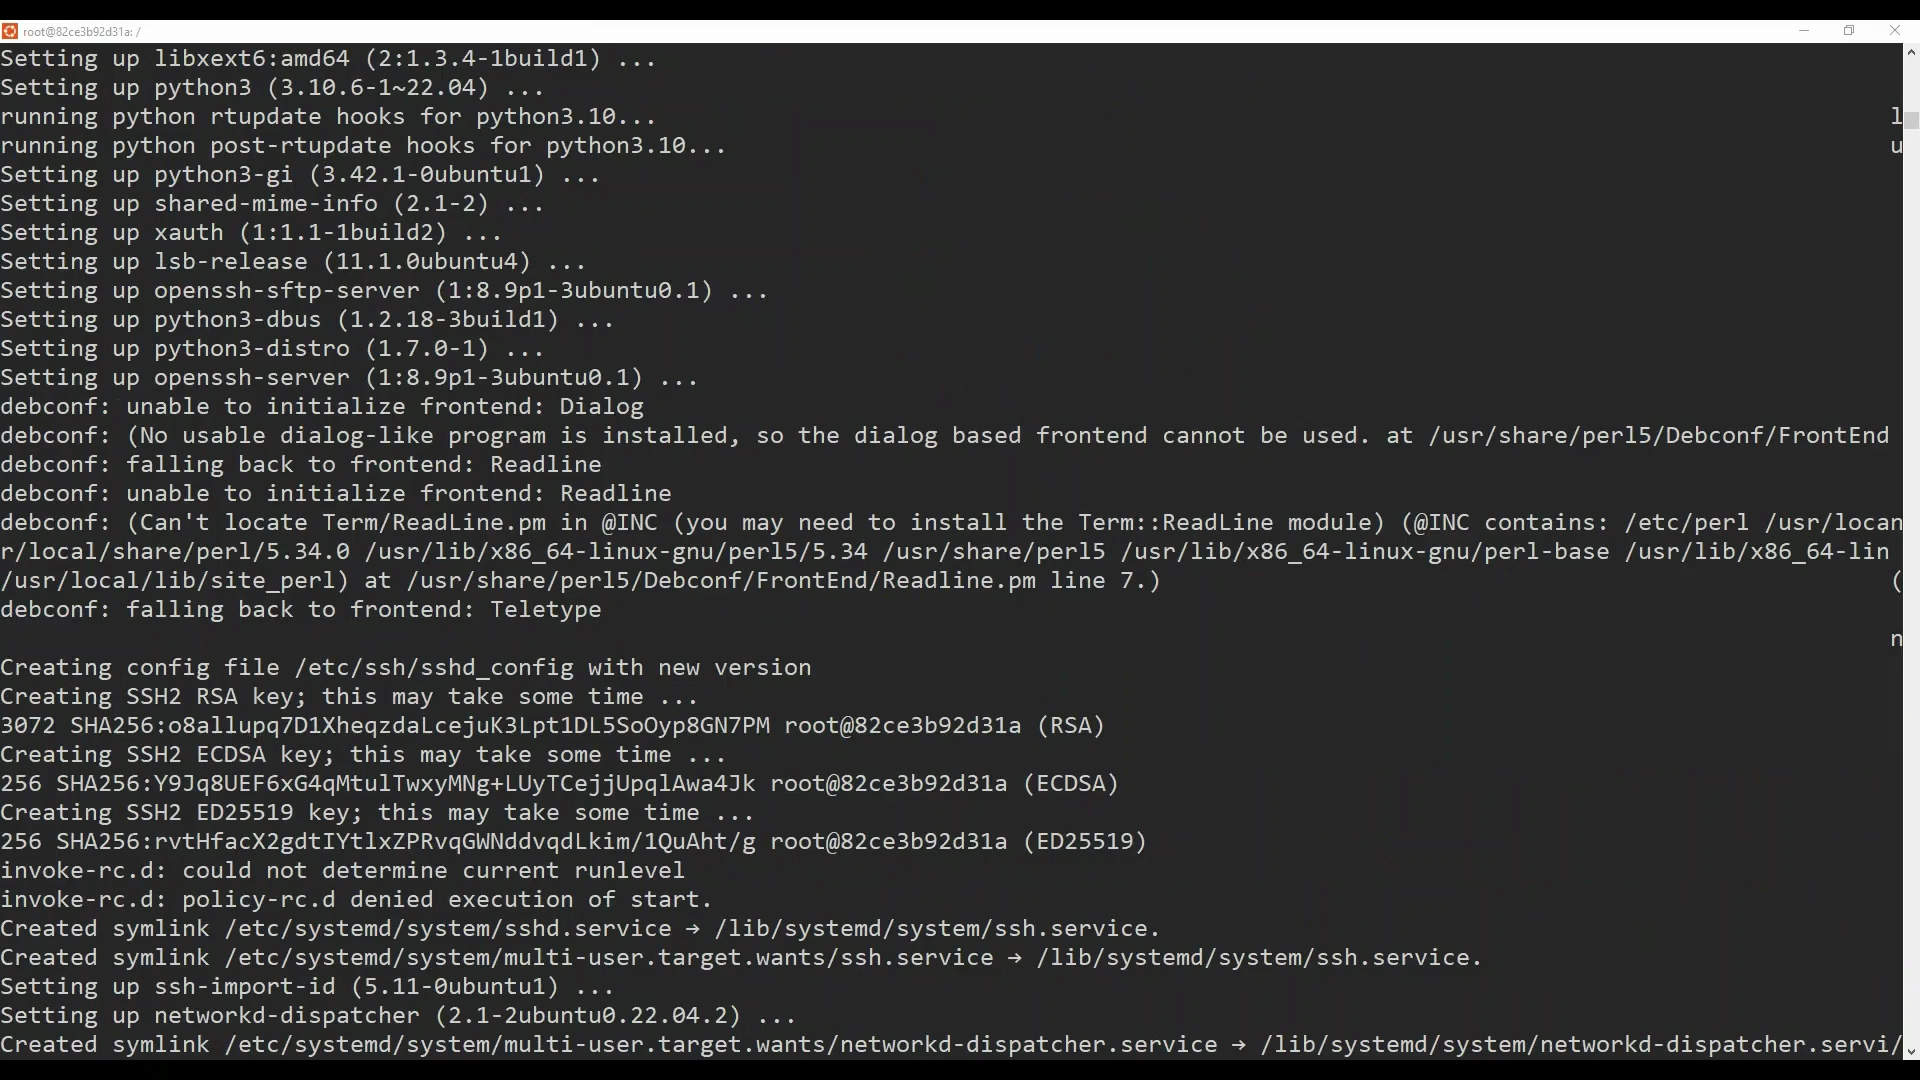 root@82ce3b92d31a: /
Setting up libxext6:amd64 (2:1.3.4-1build1) ...
Setting up python3 (3.10.6-1~22.04) ...
running python rtupdate hooks for python3.10... l
running python post-rtupdate hooks for python3.10... u
Setting up python3-gi (3.42.1-0ubuntu1) ...
Setting up shared-mime-info (2.1-2) ...
Setting up xauth (1:1.1-1build2) ...
Setting up lsb-release (11.1.0ubuntu4) ...
Setting up openssh-sftp-server (1:8.9p1-3ubuntu0.1) ...
Setting up python3-dbus (1.2.18-3build1) ...
Setting up python3-distro (1.7.0-1) ...
Setting up openssh-server (1:8.9p1-3ubuntu0.1) ...
debconf: unable to initialize frontend: Dialog
debconf: (No usable dialog-like program is installed, so the dialog based frontend cannot be used. at /usr/share/perl5/Debconf/FrontEnd
debconf: falling back to frontend: Readline
debconf: unable to initialize frontend: Readline
debconf: (Can't locate Term/ReadLine.pm in @INC (you may need to install the Term::ReadLine module) (@INC contains: /etc/perl /usr/locan
r/local/share/perl/5.34.0 /usr/lib/x86_64-linux-gnu/perl5/5.34 /usr/share/perl5 /usr/lib/x86_64-linux-gnu/perl-base /usr/lib/x86_64-lin
/usr/local/lib/site_perl) at /usr/share/perl5/Debconf/FrontEnd/Readline.pm line 7.) (
debconf: falling back to frontend: Teletype
n
Creating config file /etc/ssh/sshd_config with new version
Creating SSH2 RSA key; this may take some time ...
3072 SHA256:o8allupq7D1XheqzdaLcejuK3Lpt1DL5SoOyp8GN7PM root@82ce3b92d31a (RSA)
Creating SSH2 ECDSA key; this may take some time ...
256 SHA256:Y9Jq8UEF6xG4qMtulTwxyMNg+LUyTCejjUpqlAwa4Jk root@82ce3b92d31a (ECDSA)
Creating SSH2 ED25519 key; this may take some time ...
256 SHA256:rvtHfacX2gdtIYtlxZPRvqGWNddvqdLkim/1QuAht/g root@82ce3b92d31a (ED25519)
invoke-rc.d: could not determine current runlevel
invoke-rc.d: policy-rc.d denied execution of start.
Created symlink /etc/systemd/system/sshd.service → /lib/systemd/system/ssh.service.
Created symlink /etc/systemd/system/multi-user.target.wants/ssh.service → /lib/systemd/system/ssh.service.
Setting up ssh-import-id (5.11-0ubuntu1) ...
Setting up networkd-dispatcher (2.1-2ubuntu0.22.04.2) ...
Created symlink /etc/systemd/system/multi-user.target.wants/networkd-dispatcher.service → /lib/systemd/system/networkd-dispatcher.servi/